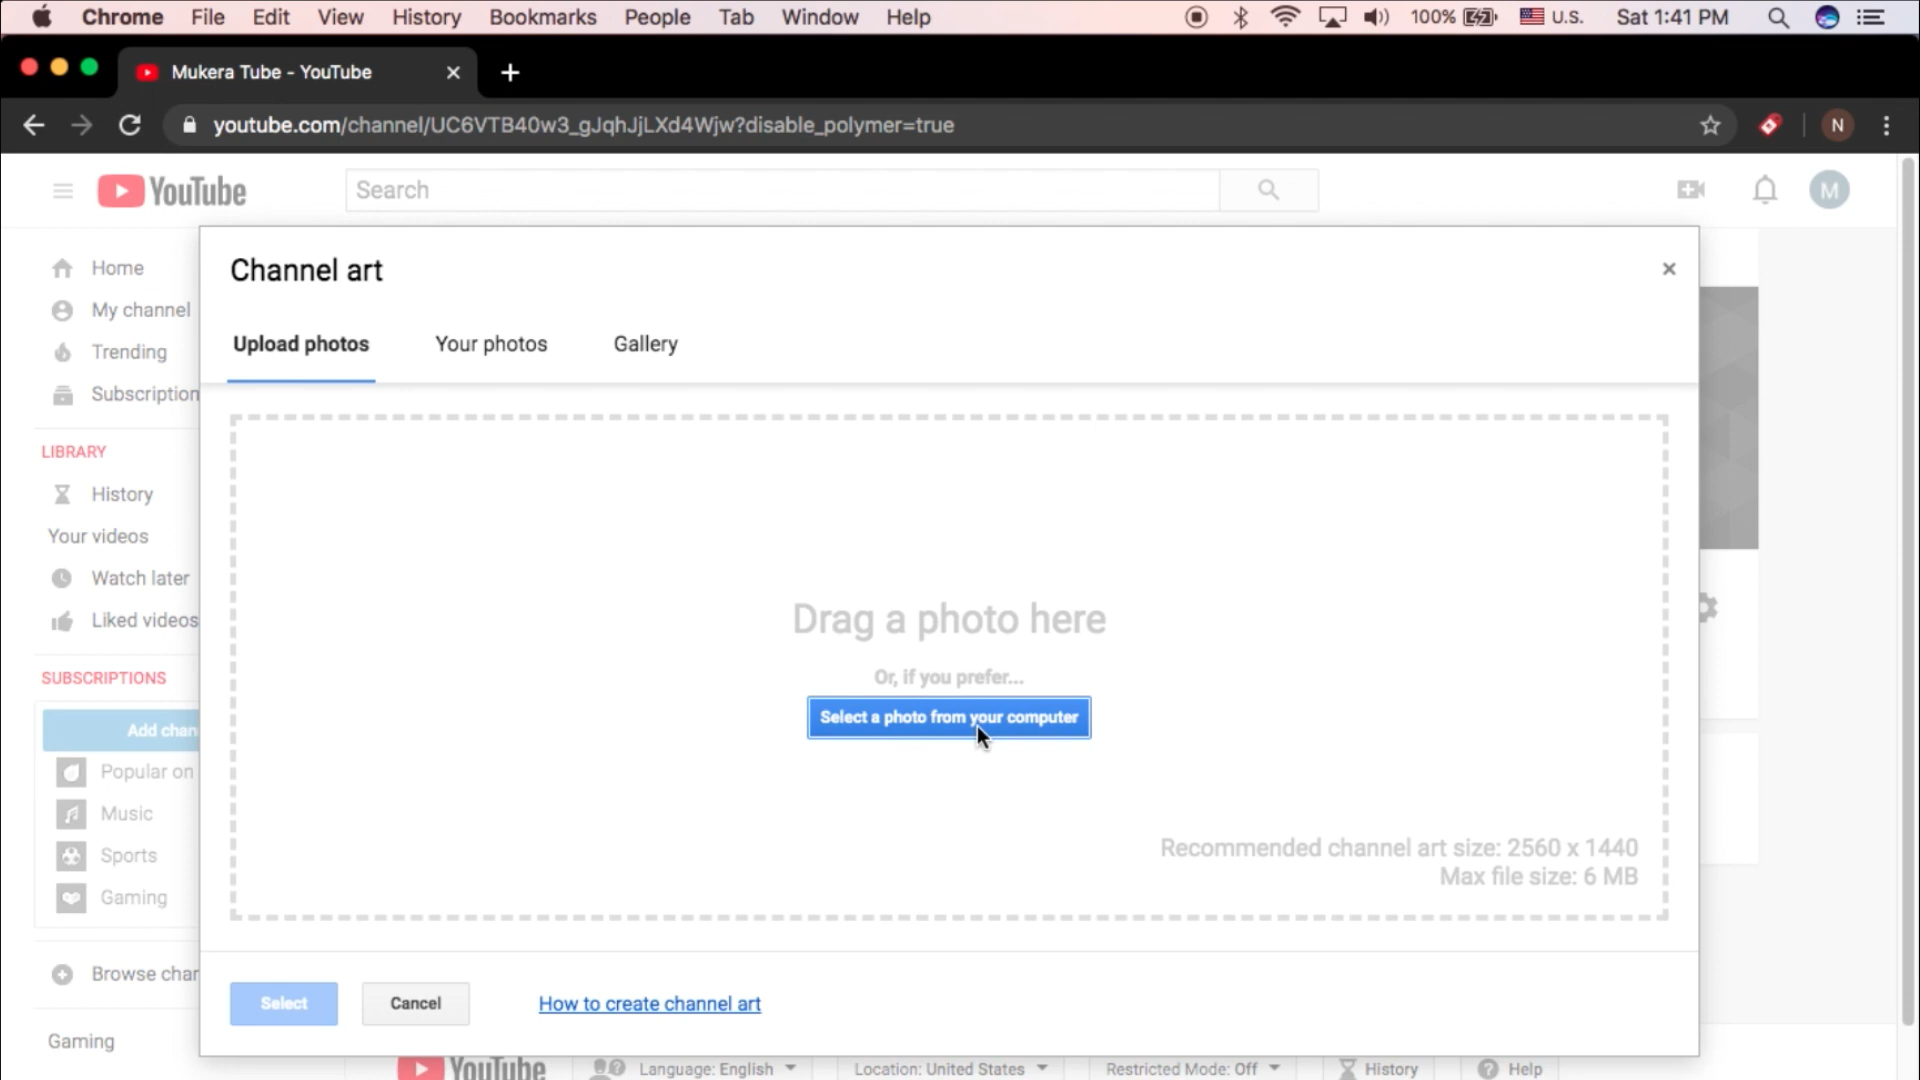 Chrome File Edit View History Bookmarks People Tab Window Help 100% U.S. Sat 1:41 PM
Mukera Tube - YouTube
youtube.com/channel/UC6VTB40w3_gJqhJjLXd4Wjw?disable_polymer=true N
YouTube Search M
Channel art
Upload photos Your photos Gallery
Home
My channel
Trending
Subscription
LIBRARY
History
Your videos
Watch later
Liked videos
SUBSCRIPTIONS
Add chan
Popular on
Music
Sports
Gaming
Browse char
Gaming
Drag a photo here
Or, if you prefer...
Select a photo from your computer
Recommended channel art size: 2560 x 1440
Max file size: 6 MB
Select Cancel How to create channel art
YouTube Language: English Location: United States Restricted Mode: Off History Help